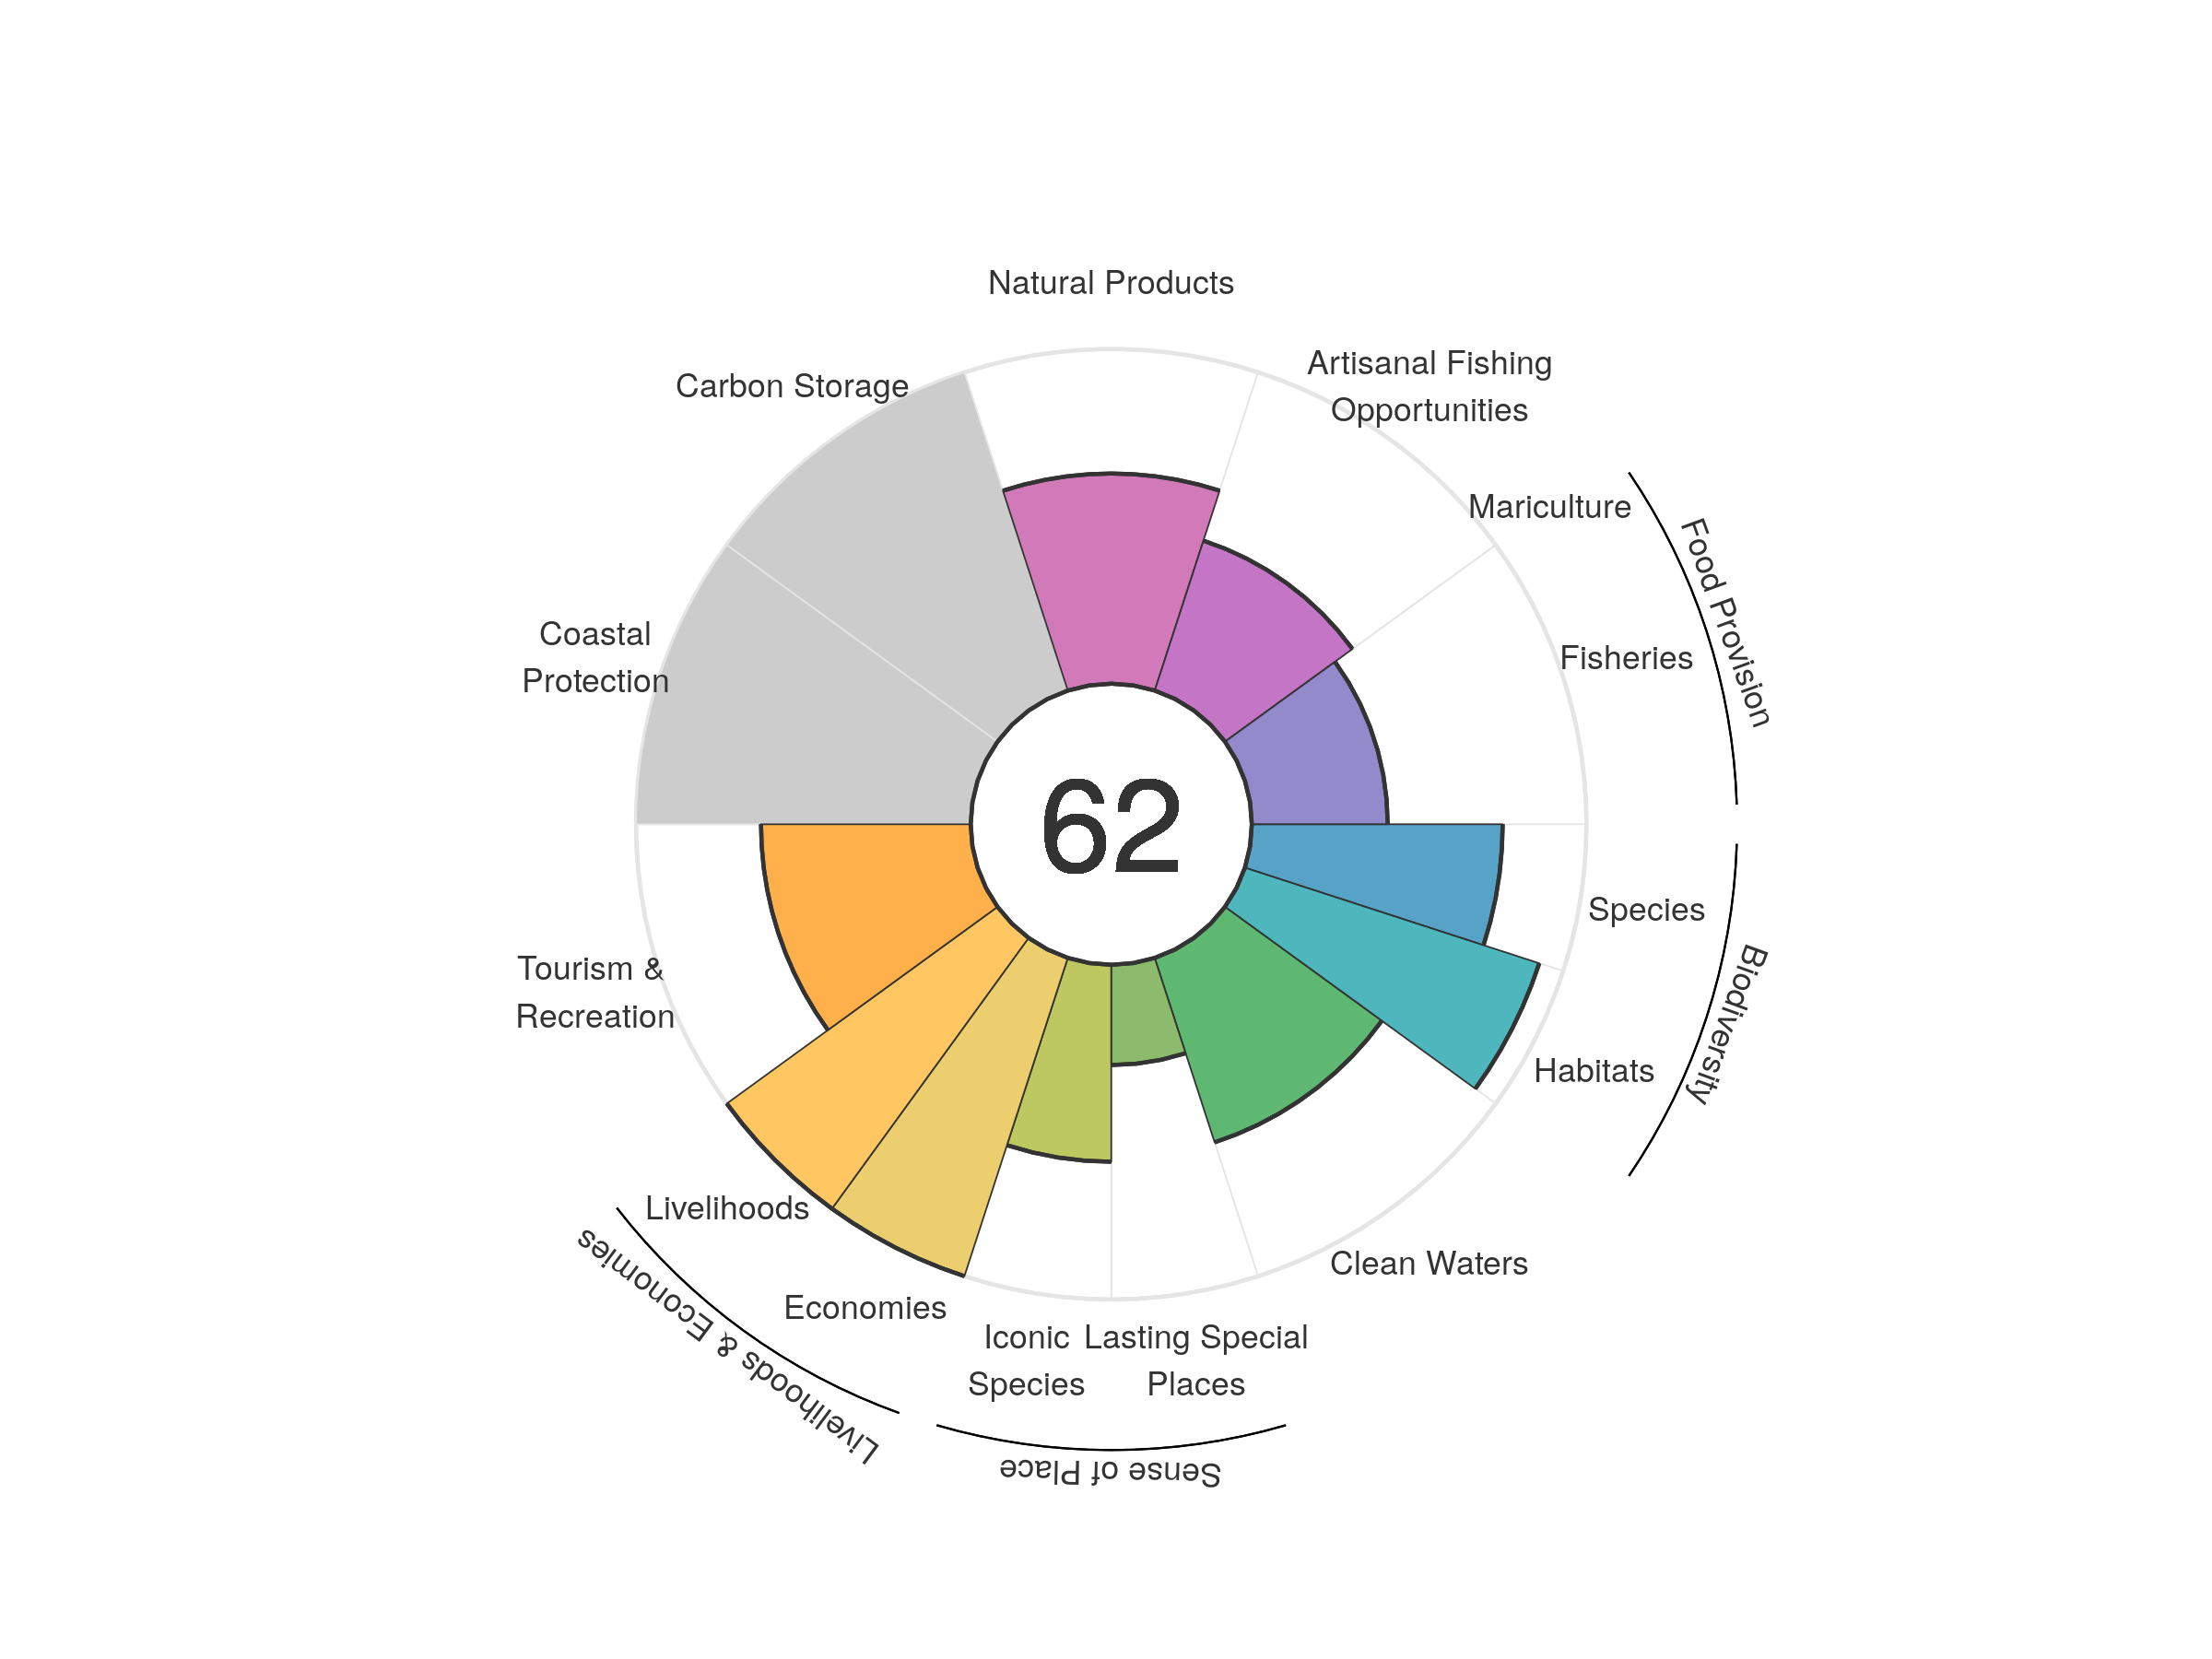 Natural Products
Artisanal Fishing
Opportunities
Carbon Storage
Mariculture
Food Provision
Coastal
Protection
Fisheries
62
Species
Biodiversity
Tourism &
Recreation
Habitats
Livelihoods
Clean Waters
Livelihoods & Economies
Economies
Iconic
Species
Lasting Special
Places
Sense of Place